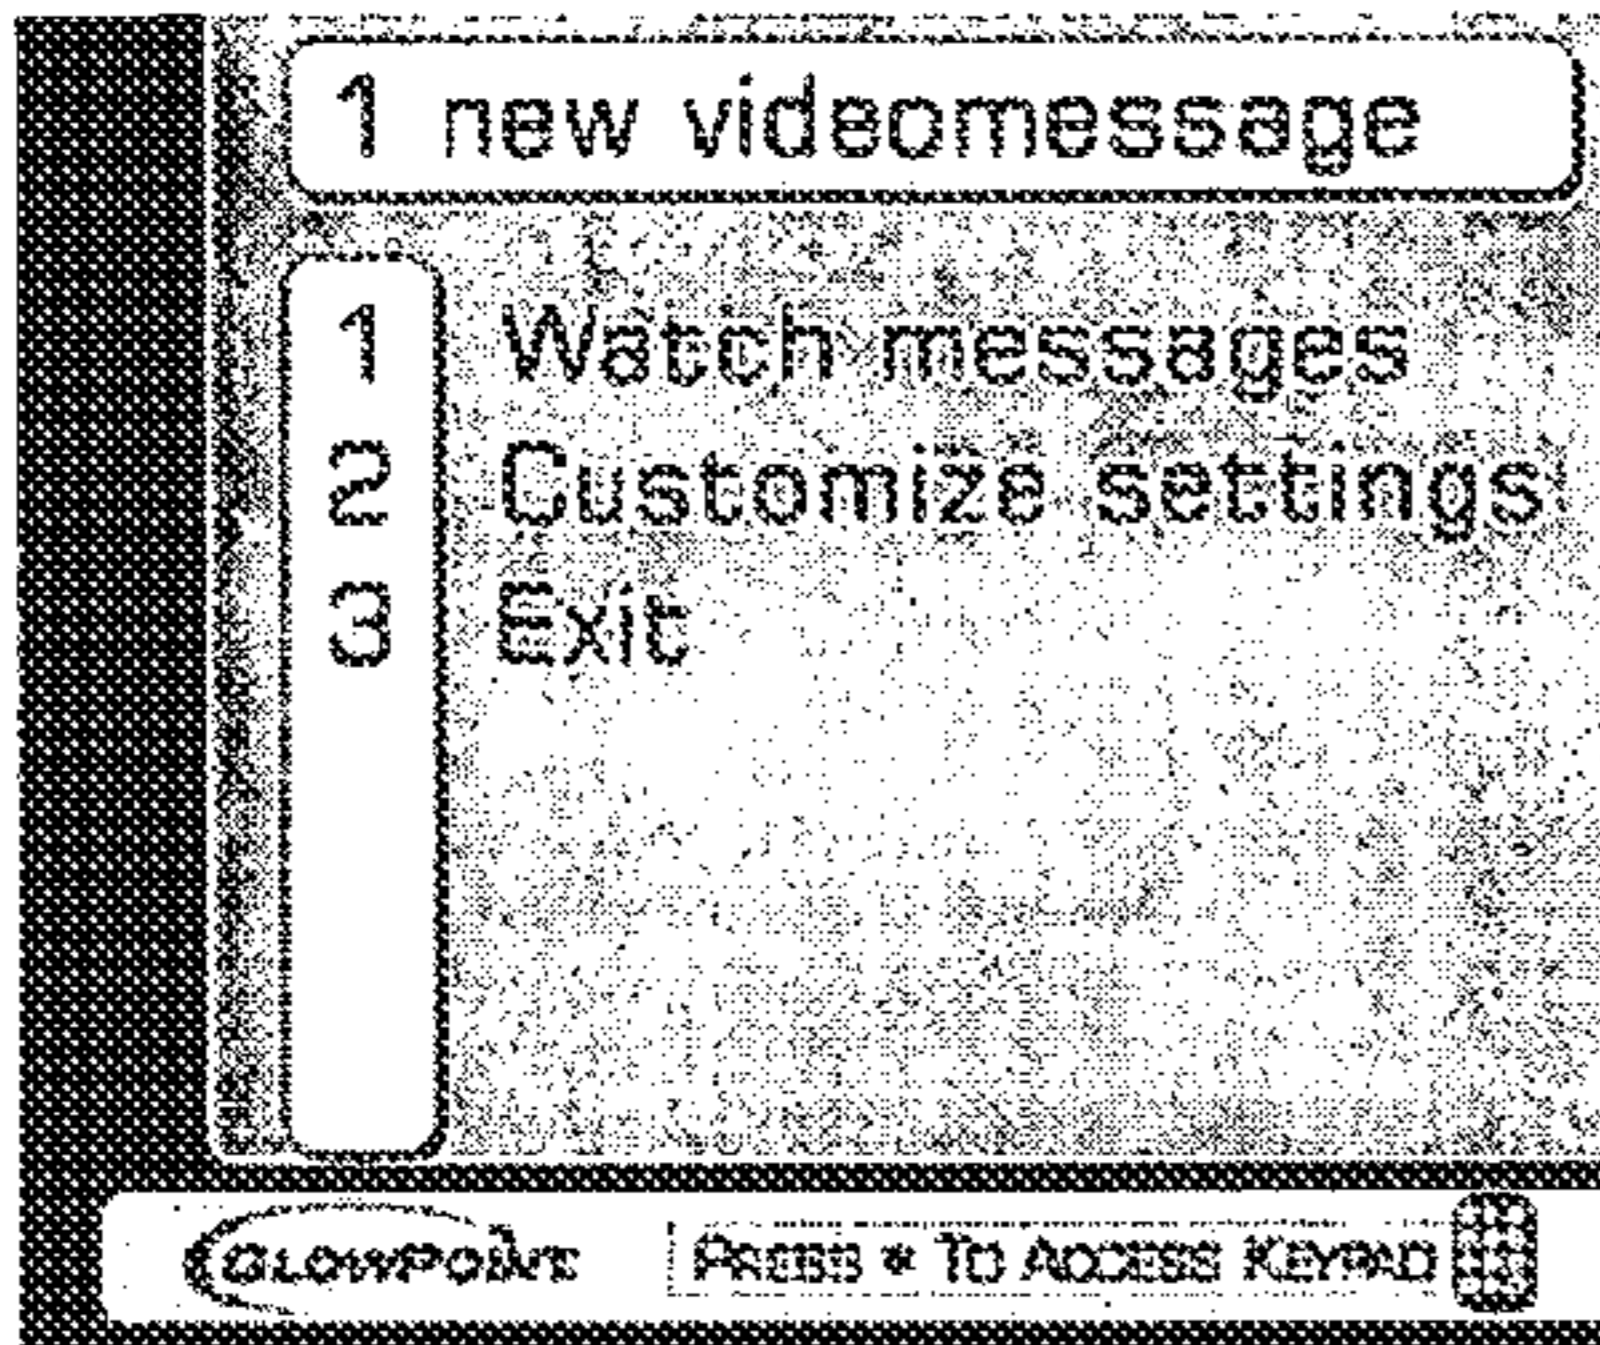 1 new videomessage
1 Watch messages
2 Customize settings
3 Exit
GLOWPOINT
PRESS * TO ACCESS KEYPAD